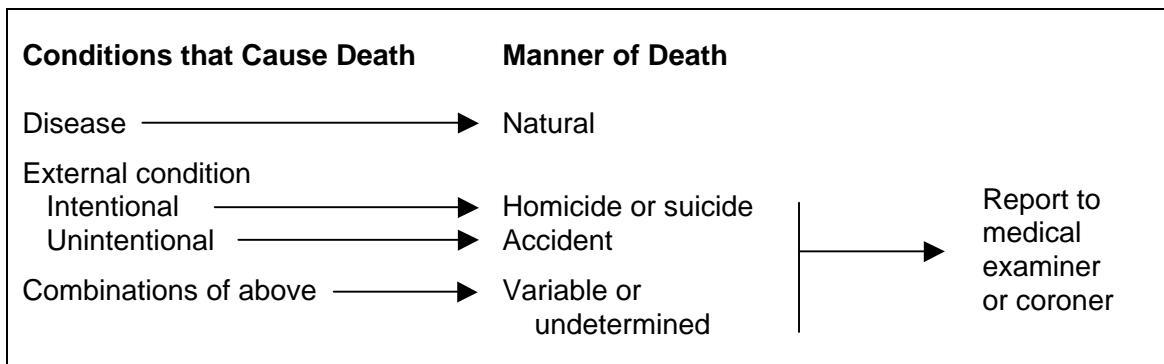 Conditions that Cause Death Manner of Death
Disease Natural
External condition
Intentional Homicide or suicide
Unintentional Accident
Combinations of above Variable or
undetermined
Report to
medical
examiner
or coroner